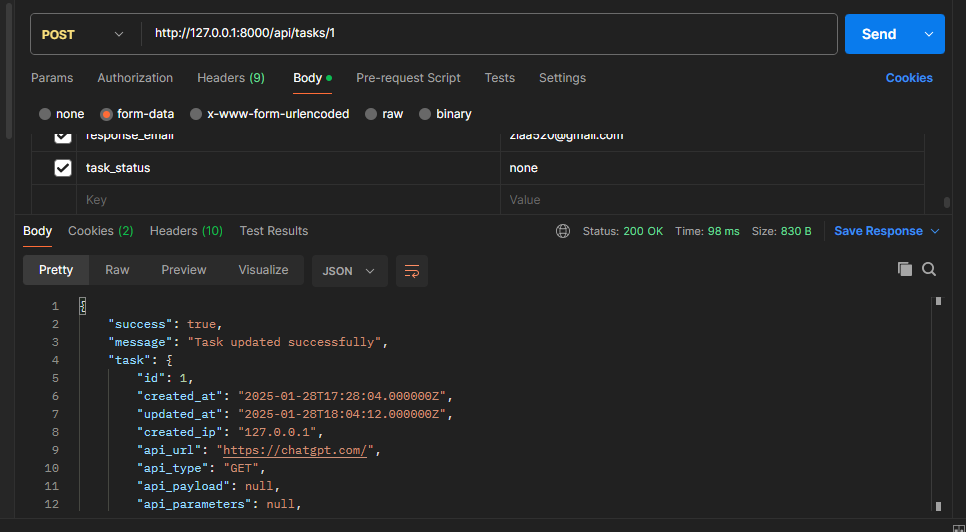 POST http://127.0.0.1:8000/api/tasks/1 Send
Params Authorization Headers (9) Body Pre-request Script Tests Settings Cookies
none form-data x-www-form-urlencoded raw binary
response_email ziaa520@gmail.com
task_status none
Key Value
Body Cookies (2) Headers (10) Test Results Status: 200 OK Time: 98 ms Size: 830 B Save Response
Pretty Raw Preview Visualize JSON
1 {
2 "success": true,
3 "message": "Task updated successfully",
4 "task": {
5 "id": 1,
6 "created_at": "2025-01-28T17:28:04.000000Z",
7 "updated_at": "2025-01-28T18:04:12.000000Z",
8 "created_ip": "127.0.0.1",
9 "api_url": "https://chatgpt.com/",
10 "api_type": "GET",
11 "api_payload": null,
12 "api_parameters": null,